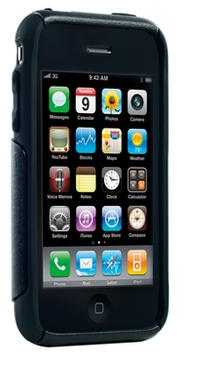 3G 9:42 AM
9
Messages Calendar Photos Camera
YouTube Stocks Maps Weather
Voice Memos Notes Clock Calculator
Settings iTunes App Store Compass
Phone Mail Safari iPod